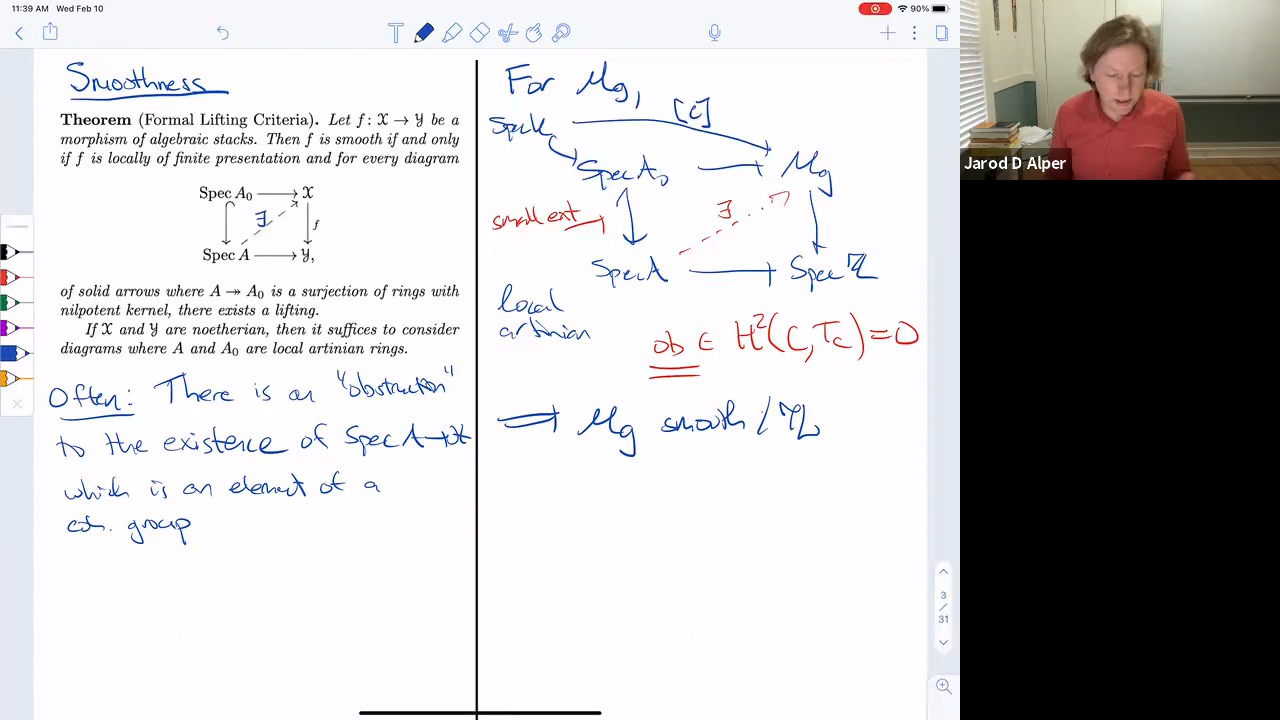 11:39 AM Wed Feb 10
90%
Smoothness
Theorem (Formal Lifting Criteria). Let f: X → Y be a
morphism of algebraic stacks. Then f is smooth if and only
if f is locally of finite presentation and for every diagram
Spec A₀ → X
∃
f
Spec A → Y,
of solid arrows where A ↠ A₀ is a surjection of rings with
nilpotent kernel, there exists a lifting.
If X and Y are noetherian, then it suffices to consider
diagrams where A and A₀ are local artinian rings.
Often: There is an "obstruction"
to the existence of Spec A → X
which is an element of a
coh. group
For Mg,
Spec k
[C]
Spec A₀ → Mg
small ext
∃
Spec A → Spec ℤ
local
artinian
ob ∈ H²(C, T_C) = 0
⟹ Mg smooth / ℤ
3
/
31
Jarod D Alper